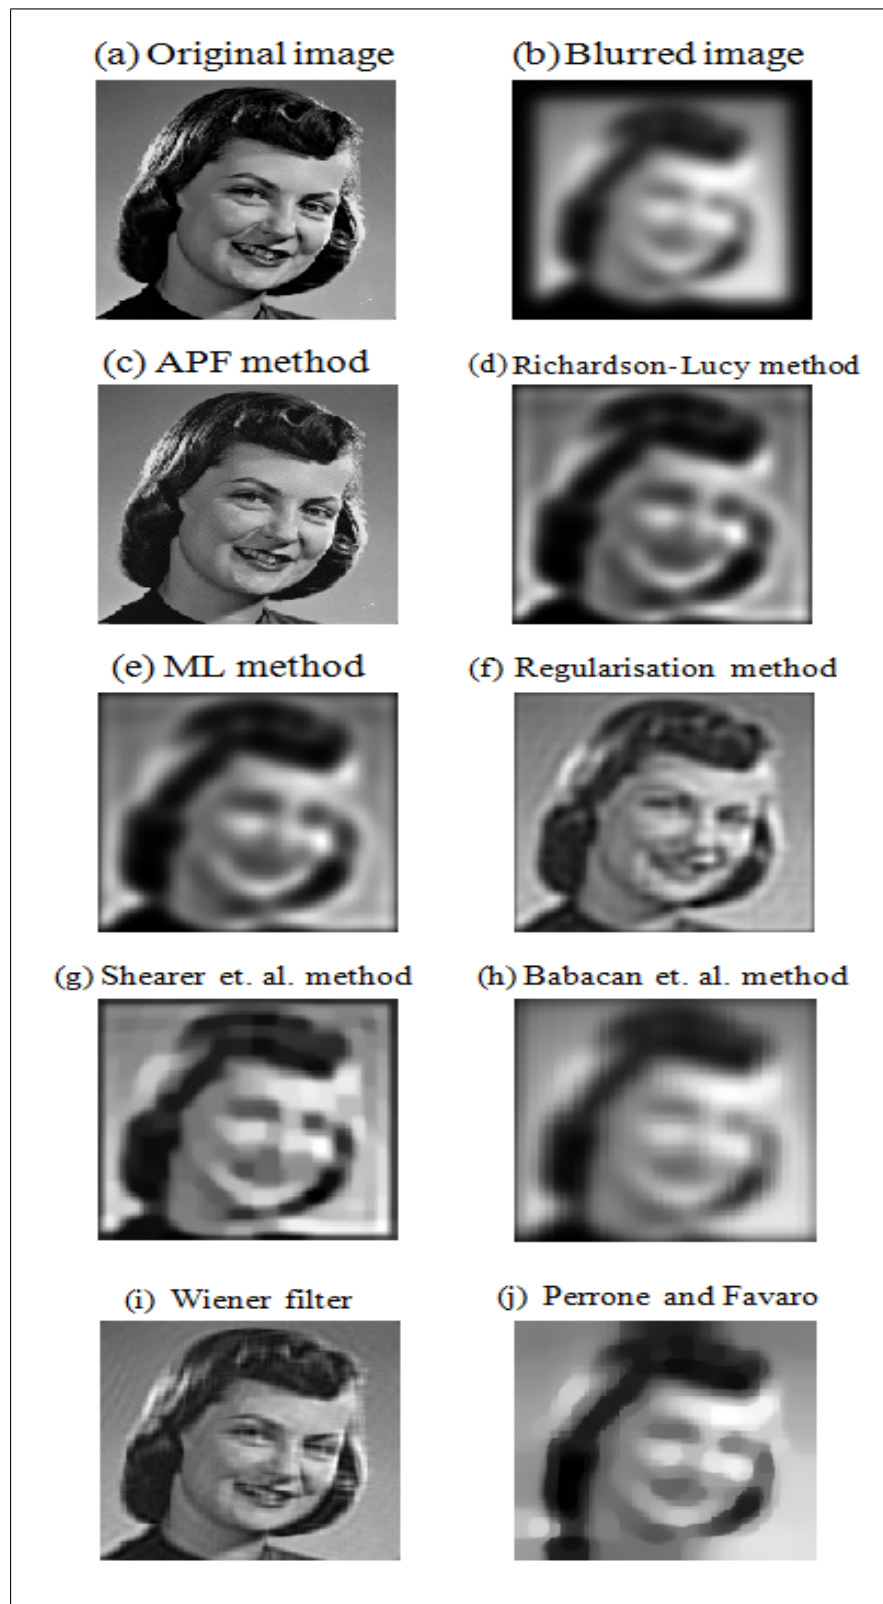 (a) Original image
(b) Blurred image
(c) APF method
(d) Richardson-Lucy method
(e) ML method
(f) Regularisation method
(g) Shearer et. al. method
(h) Babacan et. al. method
(i) Wiener filter
(j) Perrone and Favaro